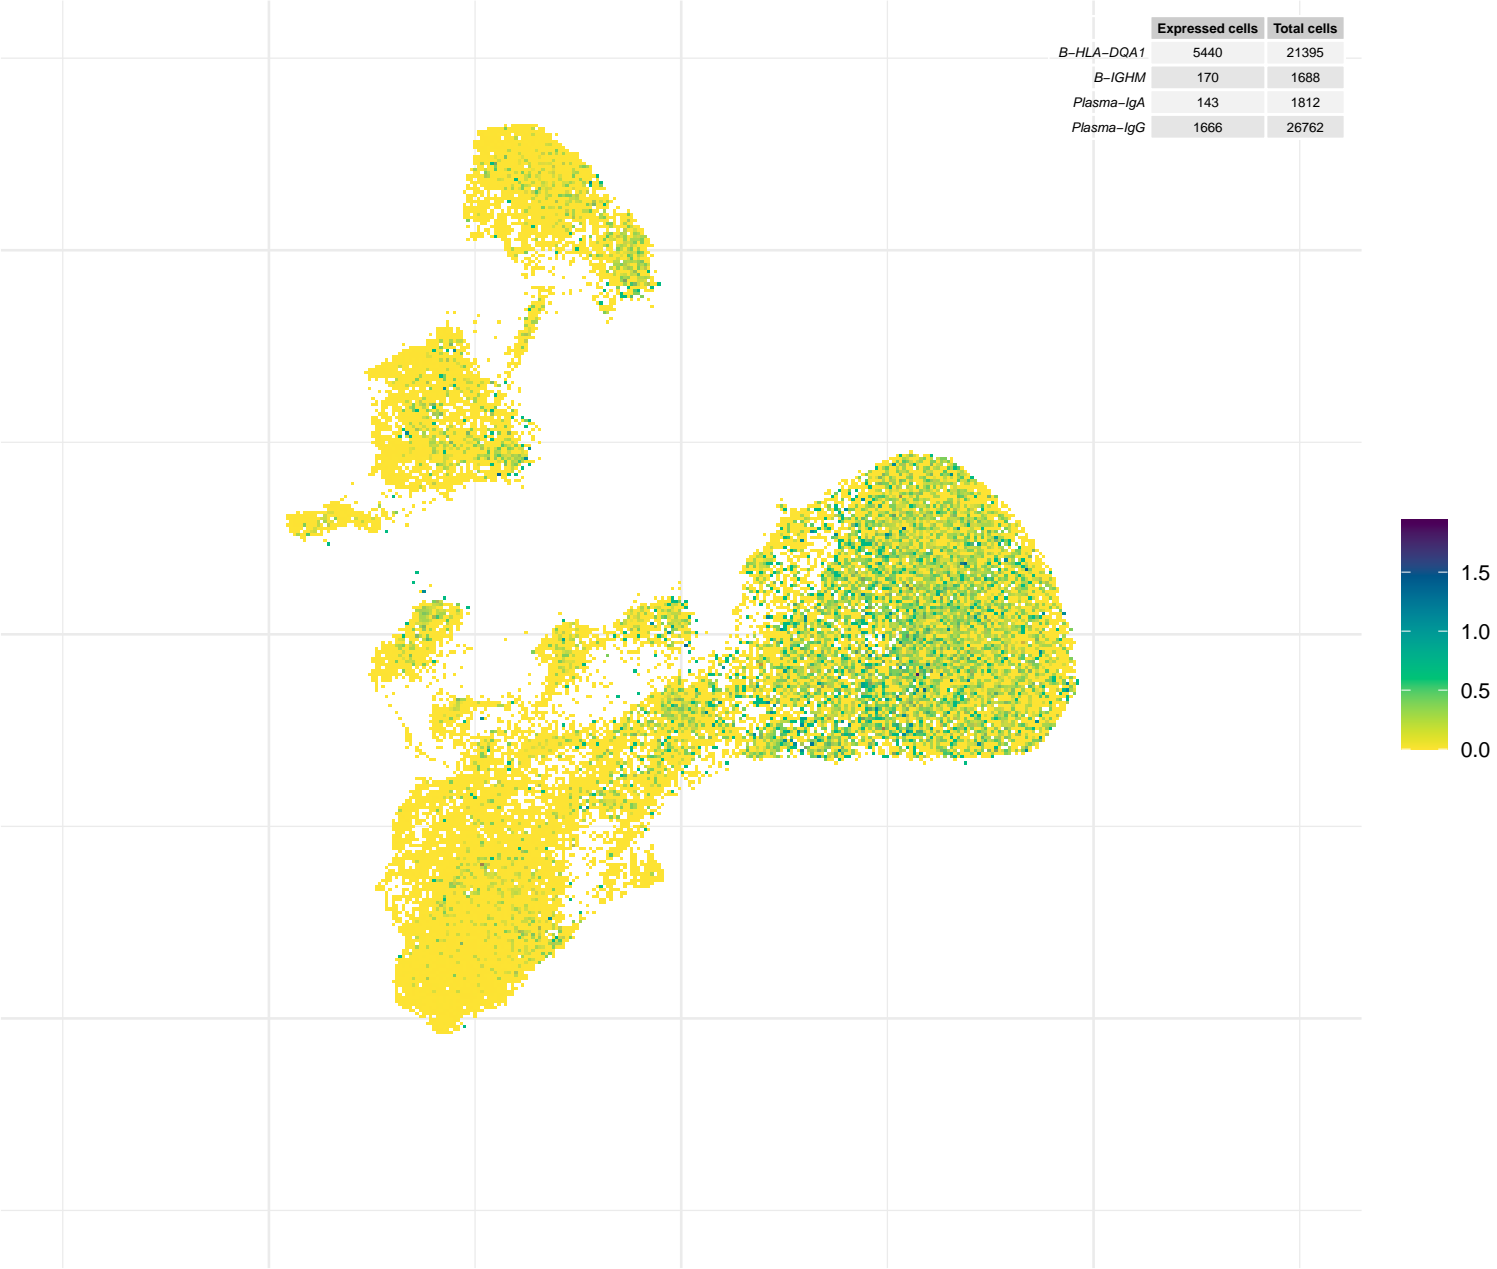 Expressed cells Total cells
B−HLA−DQA1 5440 21395
B−IGHM 170 1688
Plasma−IgA 143 1812
Plasma−IgG 1666 26762
1.5
1.0
0.5
0.0